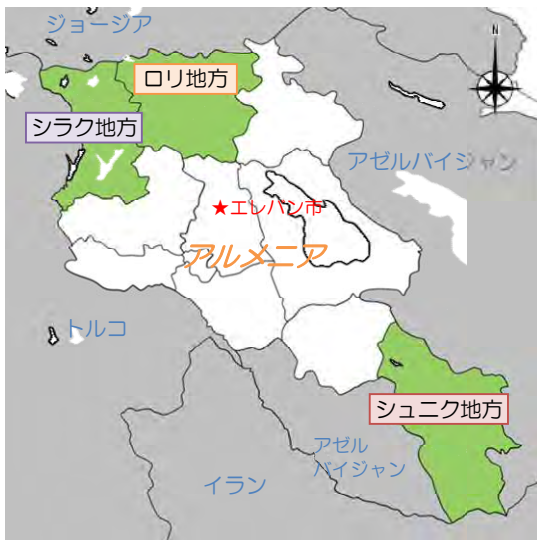 ジョージア
N
ロリ地方
シラク地方
アゼルバイジャン
★エレバン市
アルメニア
トルコ
シュニク地方
アゼル
バイジャン
イラン